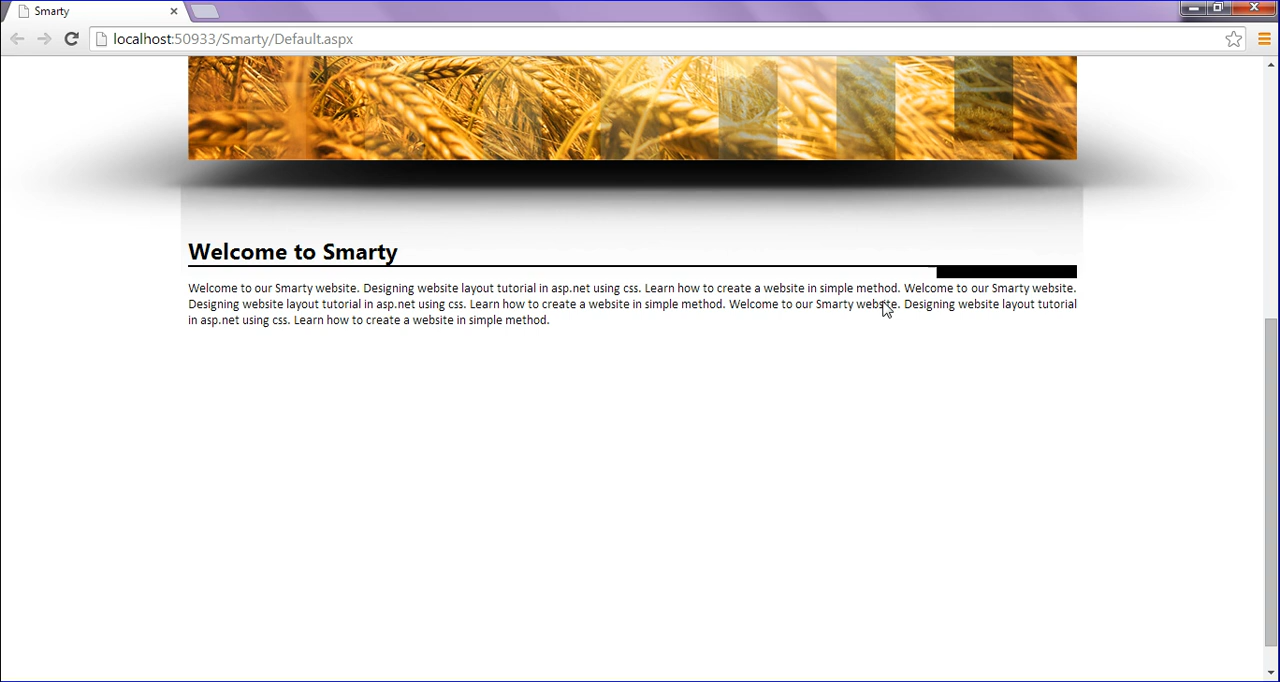 Smarty
localhost:50933/Smarty/Default.aspx
Welcome to Smarty
Welcome to our Smarty website. Designing website layout tutorial in asp.net using css. Learn how to create a website in simple method. Welcome to our Smarty website.
Designing website layout tutorial in asp.net using css. Learn how to create a website in simple method. Welcome to our Smarty website. Designing website layout tutorial
in asp.net using css. Learn how to create a website in simple method.